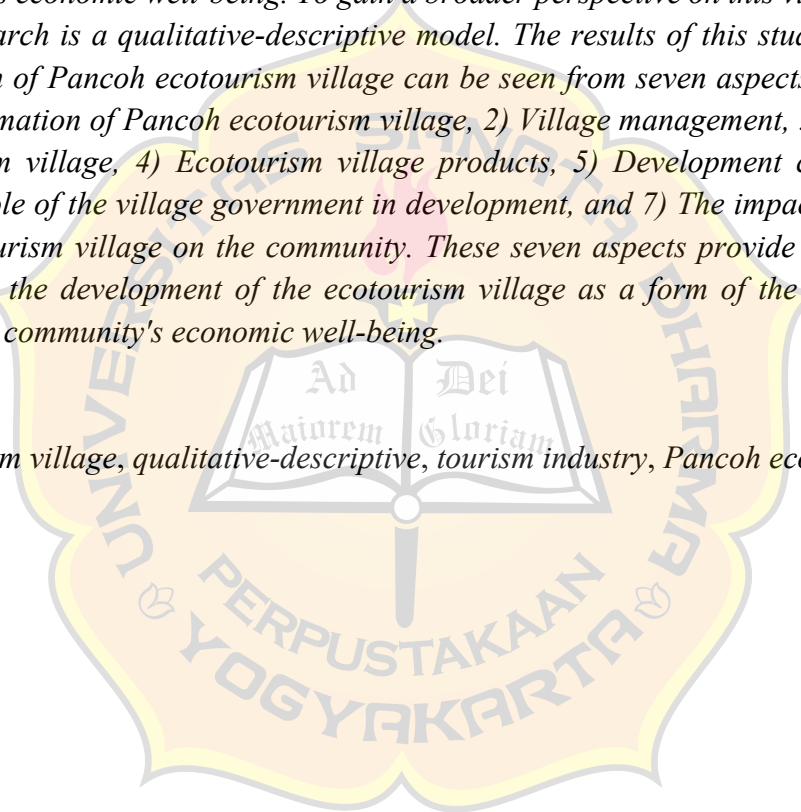 s economic well-being. To gain a broader perspective on this vi
arch is a qualitative-descriptive model. The results of this stud
n of Pancoh ecotourism village can be seen from seven aspects
mation of Pancoh ecotourism village, 2) Village management,
m village, 4) Ecotourism village products, 5) Development c
ole of the village government in development, and 7) The impac
urism village on the community. These seven aspects provide
the development of the ecotourism village as a form of the
community's economic well-being.
m village, qualitative-descriptive, tourism industry, Pancoh eco
UNIVERSITAS SANATA DHARMA
Ad Dei
Maiorem Gloriam
PERPUSTAKAAN
YOGYAKARTA